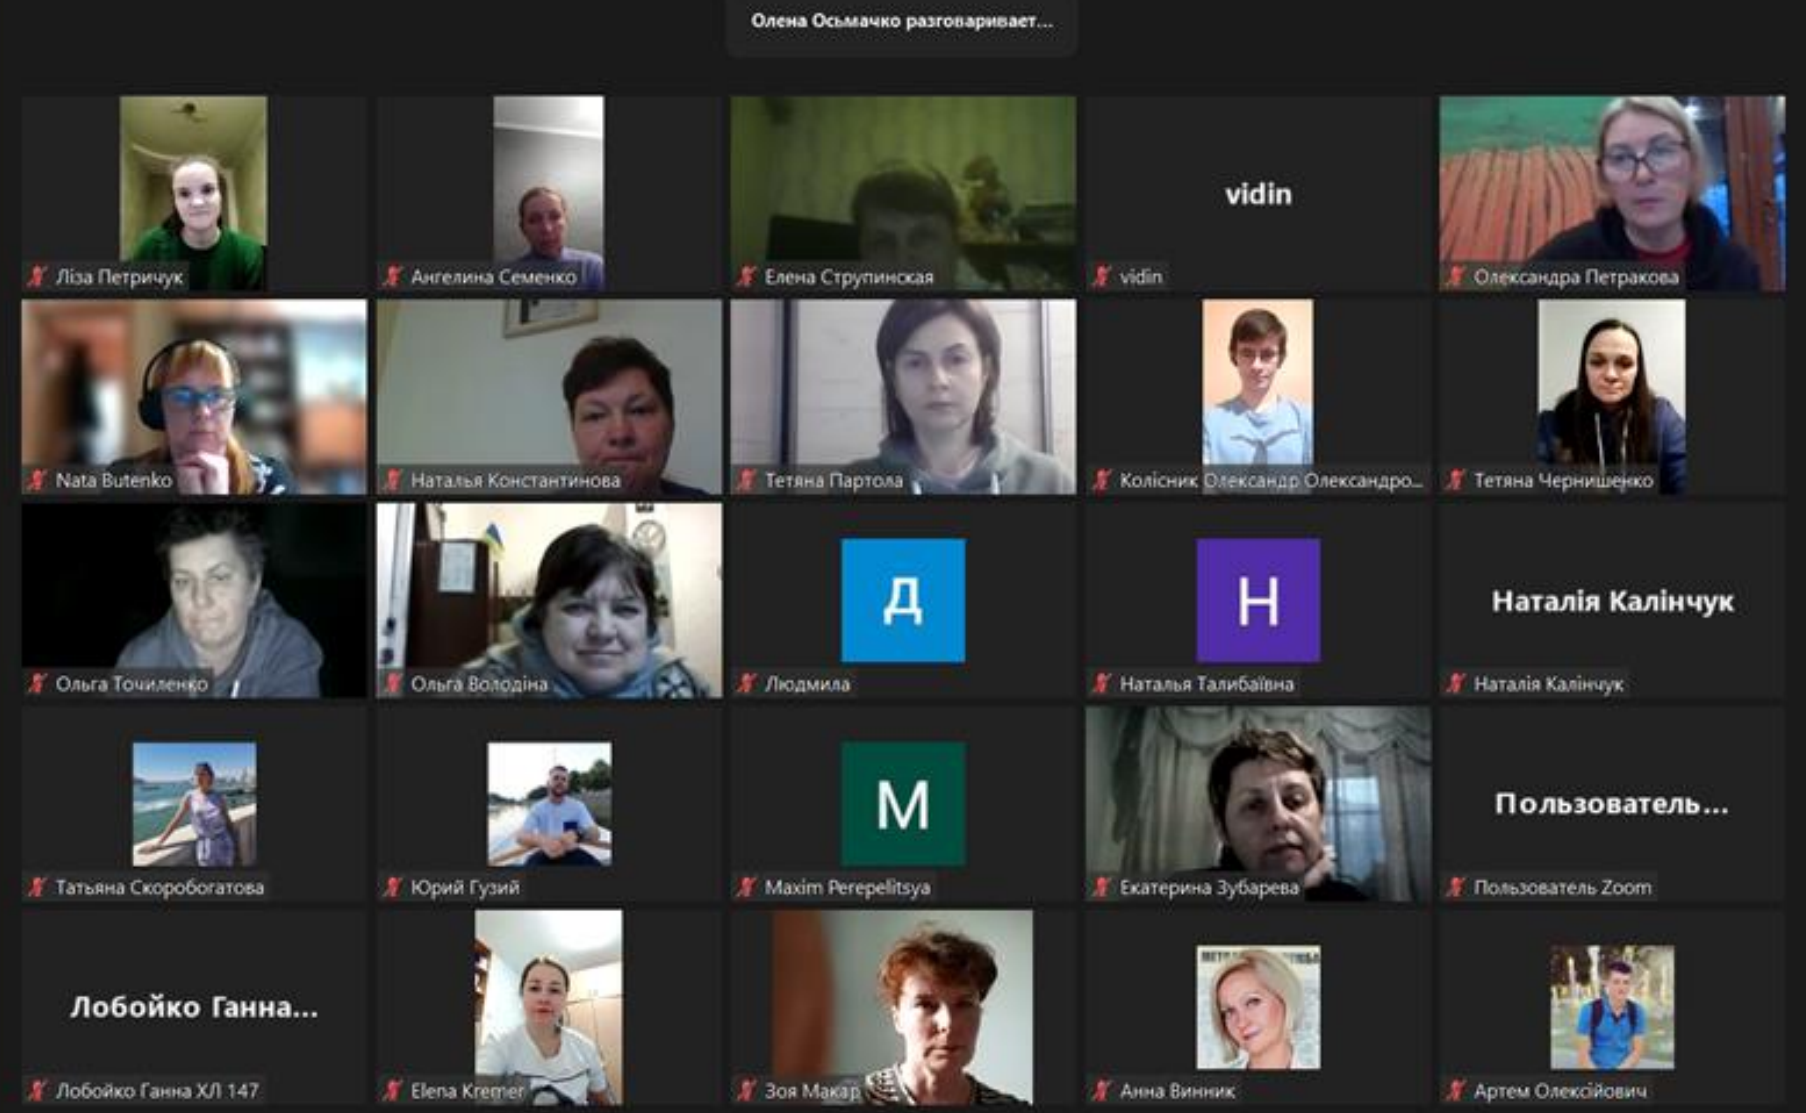 Олена Осьмачко разговаривает...
Ліза Петричук
Ангелина Семенко
Елена Струпинская
vidin
vidin
Олександра Петракова
Nata Butenko
Наталья Константинова
Тетяна Партола
Колісник Олександр Олександро...
Тетяна Чернишенко
Ольга Точиленко
Ольга Володіна
Д
Людмила
Н
Наталья Талибаївна
Наталія Калінчук
Наталія Калінчук
Татьяна Скоробогатова
Юрий Гузий
M
Maxim Perepelitsya
Екатерина Зубарева
Пользователь...
Пользователь Zoom
Лобойко Ганна...
Лобойко Ганна ХЛ 147
Elena Kremer
Зоя Макар
Анна Винник
Артем Олексійович